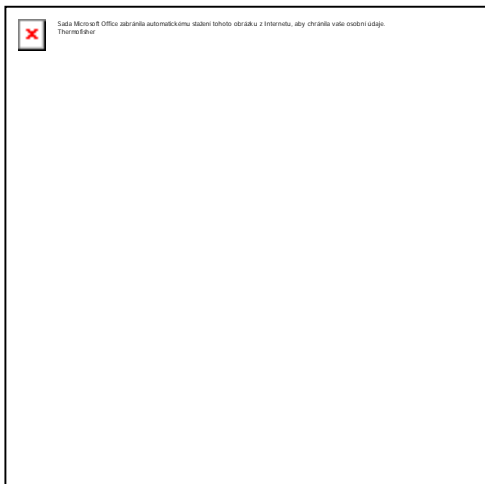 Sada Microsoft Office zabránila automatickému stažení tohoto obrázku z Internetu, aby chránila vaše osobní údaje.
Thermofisher